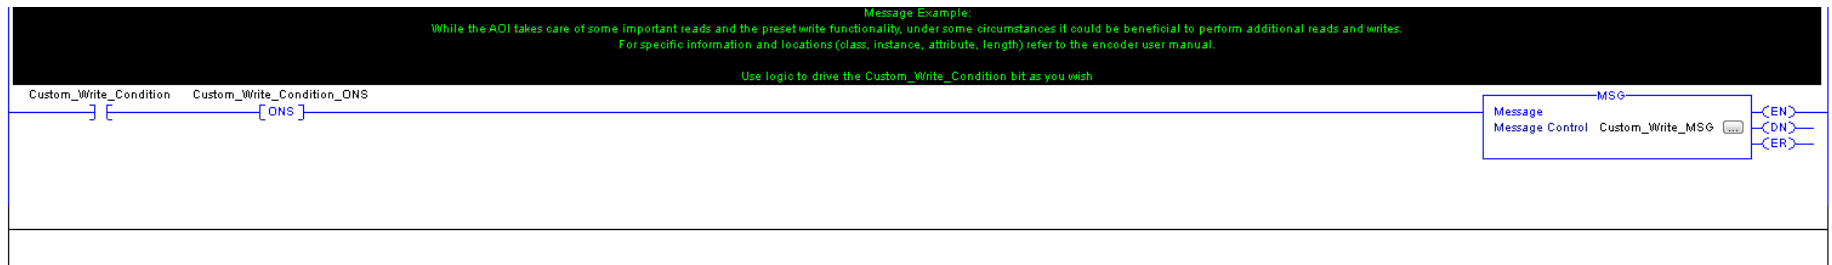 Message Example:
While the AOI takes care of some important reads and the preset write functionality, under some circumstances it could be beneficial to perform additional reads and writes.
For specific information and locations (class, instance, attribute, length) refer to the encoder user manual.
Use logic to drive the Custom_Write_Condition bit as you wish
Custom_Write_Condition Custom_Write_Condition_ONS
ONS
MSG
Message
Message Control Custom_Write_MSG ...
EN
DN
ER